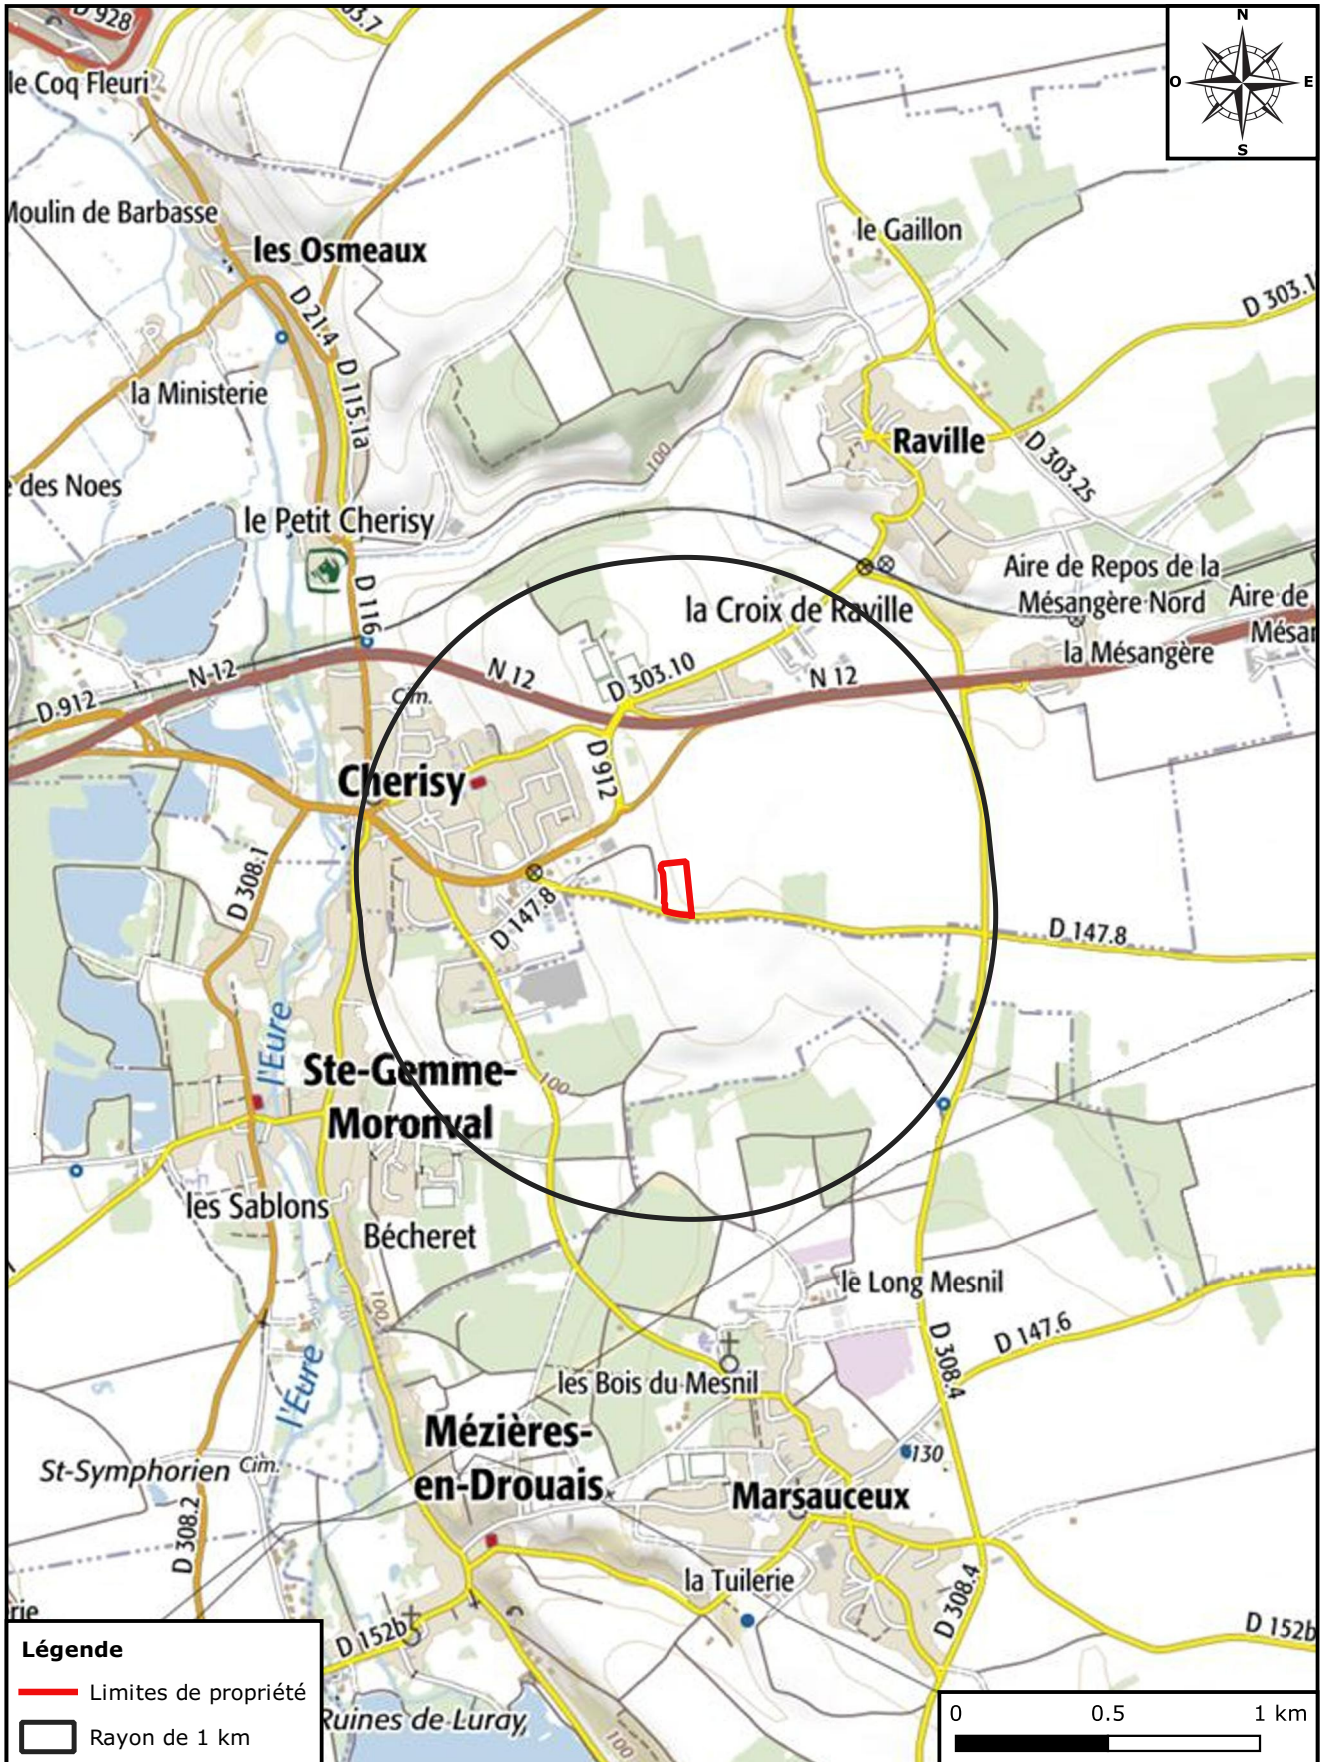 D 928
03.7
N
O
E
S
le Coq Fleuri
Moulin de Barbasse
les Osmeaux
le Gaillon
D 21.4
D 303.1
D 115.1a
la Ministerie
Raville
D 303.25
100
e des Noes
le Petit Cherisy
Aire de Repos de la
Mésangère Nord
Aire de
Mésan
D 116
la Croix de Raville
la Mésangère
N 12
N 12
D 303.10
N 12
D 912
Cim.
D 912
Cherisy
D 308.1
D 147.8
D 147.8
l'Eure
Ste-Gemme-
Moronval
100
les Sablons
Bécheret
le Long Mesnil
100
D 308.4
D 147.6
l'Eure
les Bois du Mesnil
Mézières-
en-Drouais
130
St-Symphorien
Cim.
Marsauceux
D 308.2
la Tuilerie
D 308.4
rie
D 152b
D 152b
Ruines de Luray
100
Légende
Limites de propriété
Rayon de 1 km
0 0.5 1 km